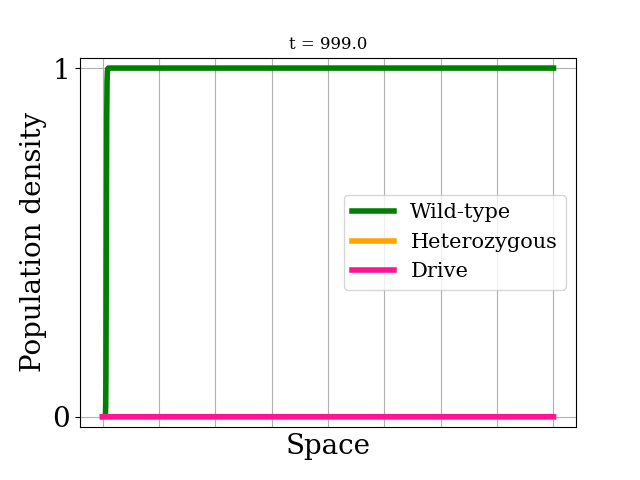 t = 999.0
1
Population density
Wild-type
Heterozygous
Drive
0
Space